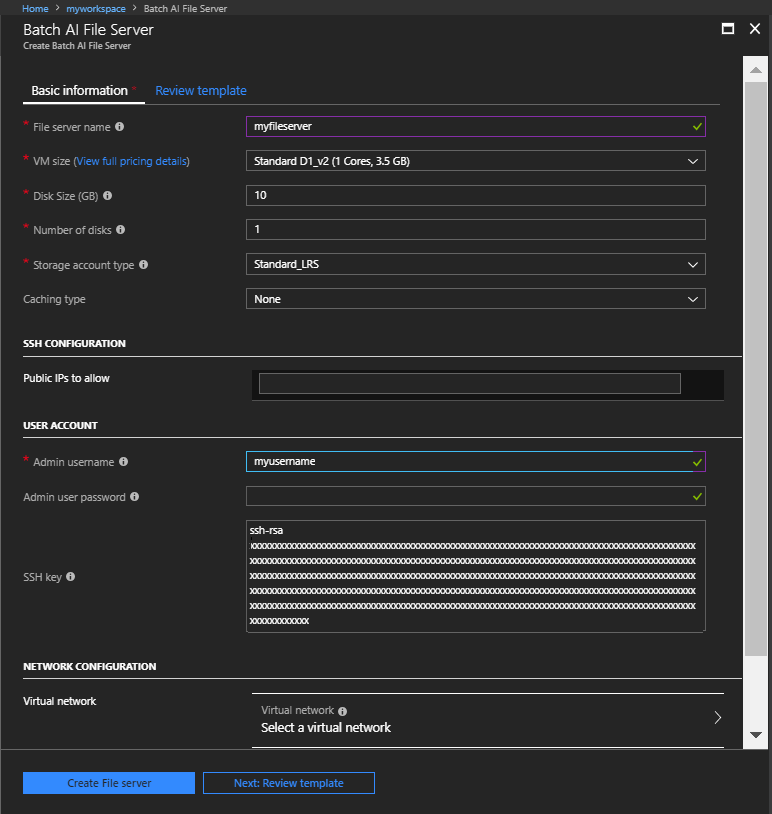 Home > myworkspace > Batch AI File Server
Batch AI File Server
Create Batch AI File Server
Basic information * Review template
* File server name myfileserver
* VM size (View full pricing details) Standard D1_v2 (1 Cores, 3.5 GB)
* Disk Size (GB) 10
* Number of disks 1
* Storage account type Standard_LRS
Caching type None
SSH CONFIGURATION
Public IPs to allow
USER ACCOUNT
* Admin username myusername
Admin user password
ssh-rsa
SSH key
NETWORK CONFIGURATION
Virtual network
Virtual network
Select a virtual network
Create File server Next: Review template